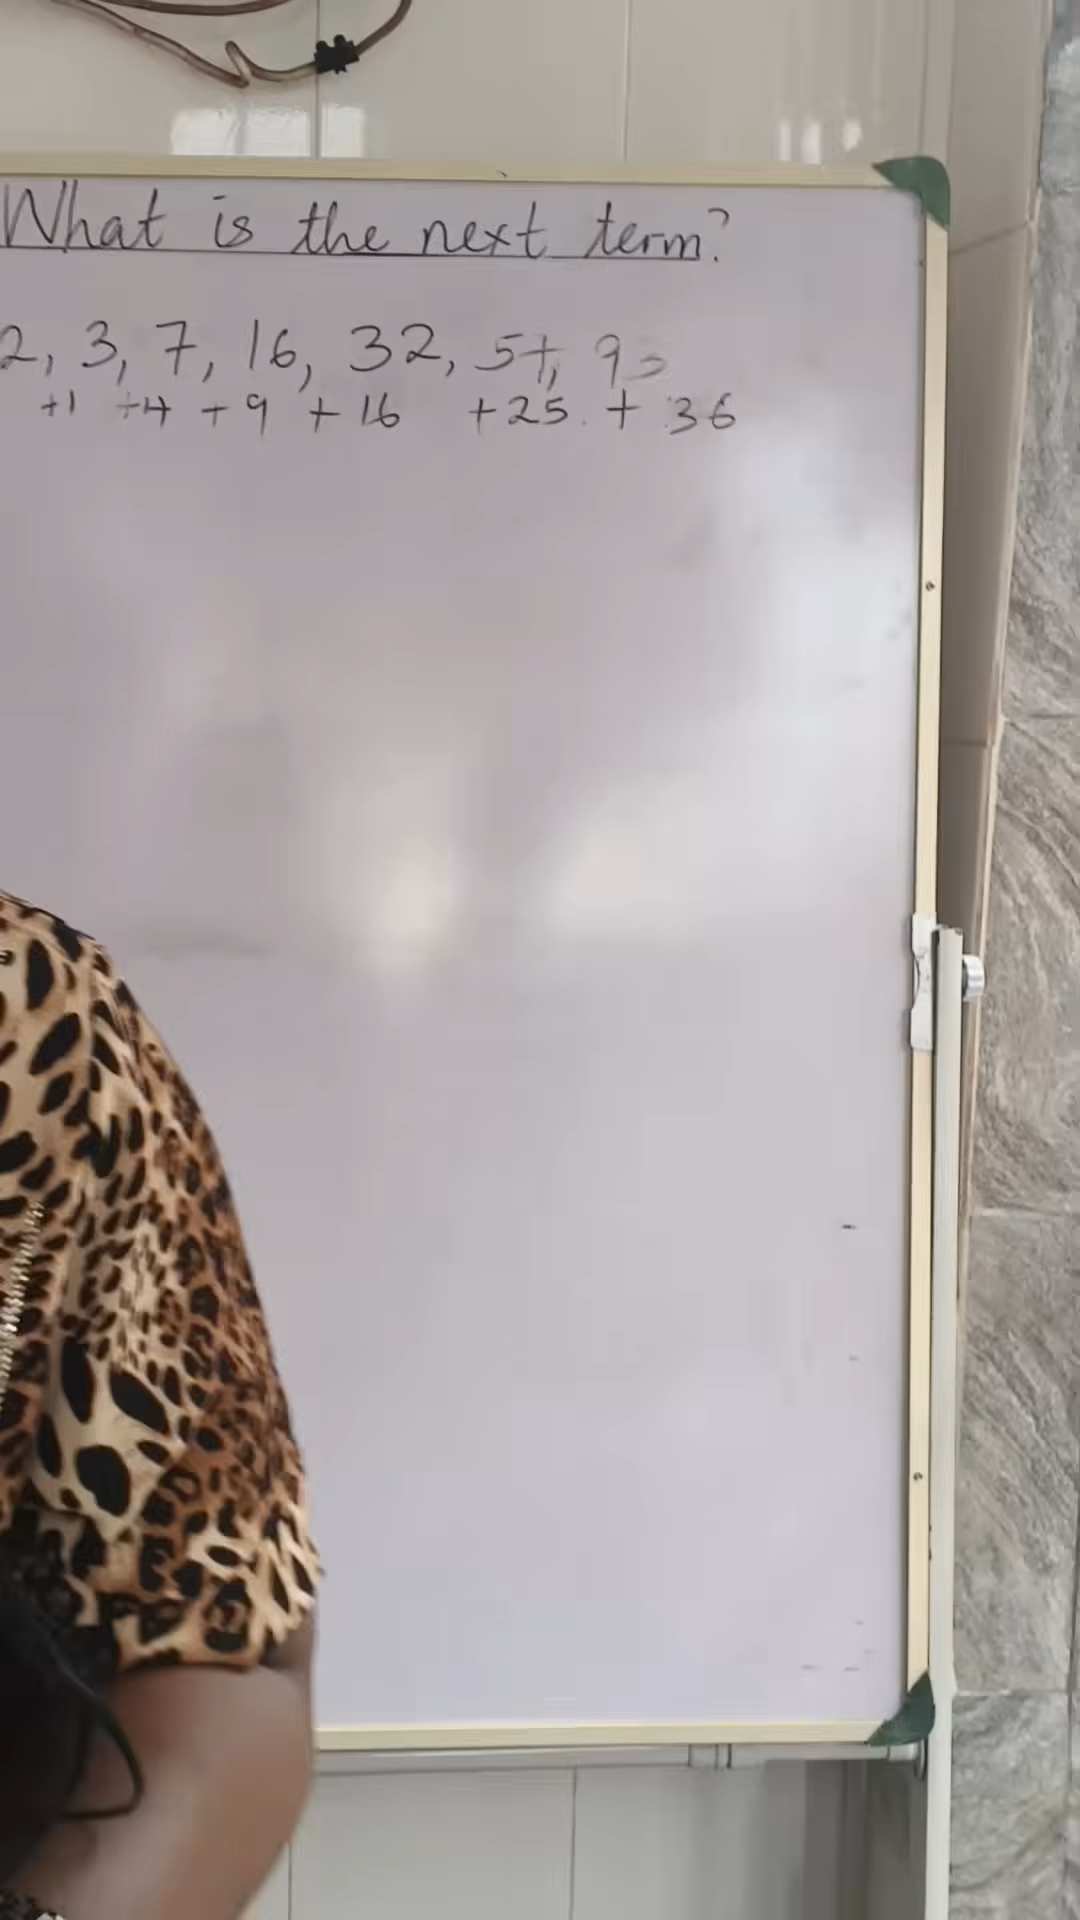 What is the next term?
2, 3, 7, 16, 32, 57, 93
+1 +4 +9 +16 +25 + 36